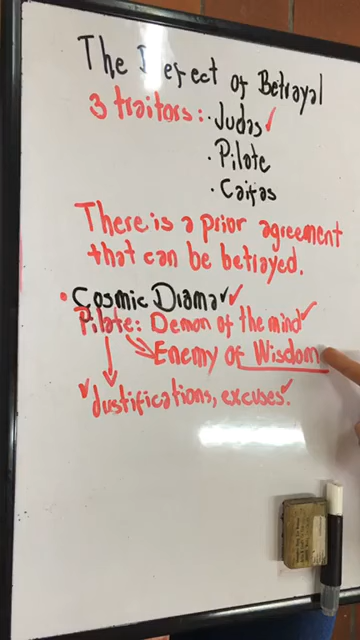 The Defect of Betrayal
3 traitors: • Judas ✓
• Pilate
• Caifas
There is a prior agreement
that can be betrayed.
• Cosmic Drama ✓✓
Pilate: Demon of the mind ✓
Enemy of Wisdom
✓ Justifications, excuses. ✓